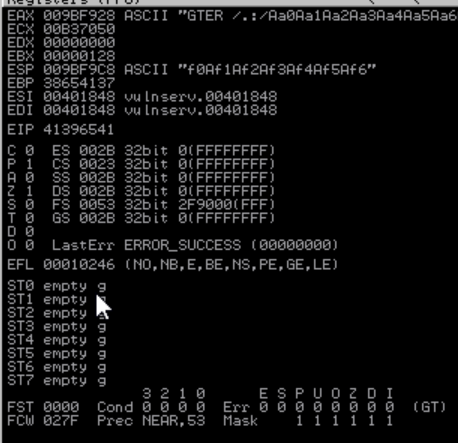 Registers (FPU)
EAX 009BF928 ASCII "GTER /.:/Aa0Aa1Aa2Aa3Aa4Aa5Aa6
ECX 00B37050
EDX 00000000
EBX 00000128
ESP 009BF9C8 ASCII "f0Af1Af2Af3Af4Af5Af6"
EBP 38654137
ESI 00401848 vulnserv.00401848
EDI 00401848 vulnserv.00401848
EIP 41396541
C 0 ES 002B 32bit 0(FFFFFFFF)
P 1 CS 0023 32bit 0(FFFFFFFF)
A 0 SS 002B 32bit 0(FFFFFFFF)
Z 1 DS 002B 32bit 0(FFFFFFFF)
S 0 FS 0053 32bit 2F9000(FFF)
T 0 GS 002B 32bit 0(FFFFFFFF)
D 0
O 0 LastErr ERROR_SUCCESS (00000000)
EFL 00010246 (NO,NB,E,BE,NS,PE,GE,LE)
ST0 empty g
ST1 empty g
ST2 empty g
ST3 empty g
ST4 empty g
ST5 empty g
ST6 empty g
ST7 empty g
3 2 1 0 E S P U O Z D I
FST 0000 Cond 0 0 0 0 Err 0 0 0 0 0 0 0 0 (GT)
FCW 027F Prec NEAR,53 Mask 1 1 1 1 1 1